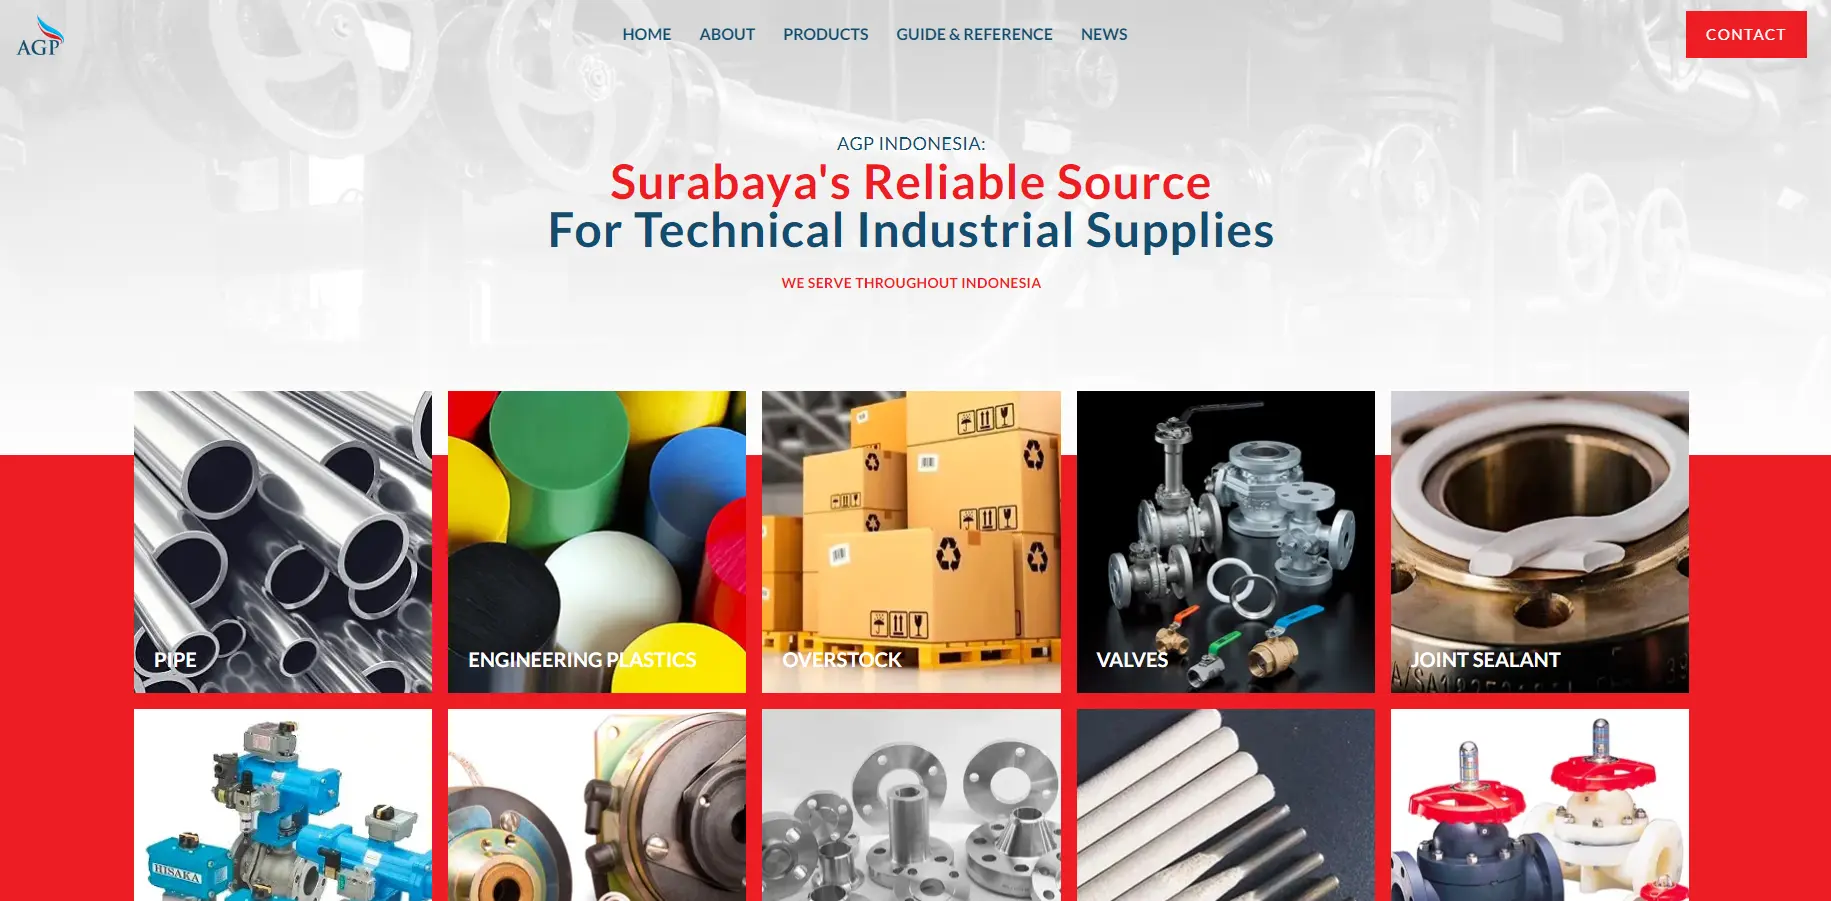 AGP
HOME
ABOUT
PRODUCTS
GUIDE & REFERENCE
NEWS
CONTACT
AGP INDONESIA:
Surabaya's Reliable Source
For Technical Industrial Supplies
WE SERVE THROUGHOUT INDONESIA
PIPE
ENGINEERING PLASTICS
OVERSTOCK
VALVES
JOINT SEALANT
HISAKA